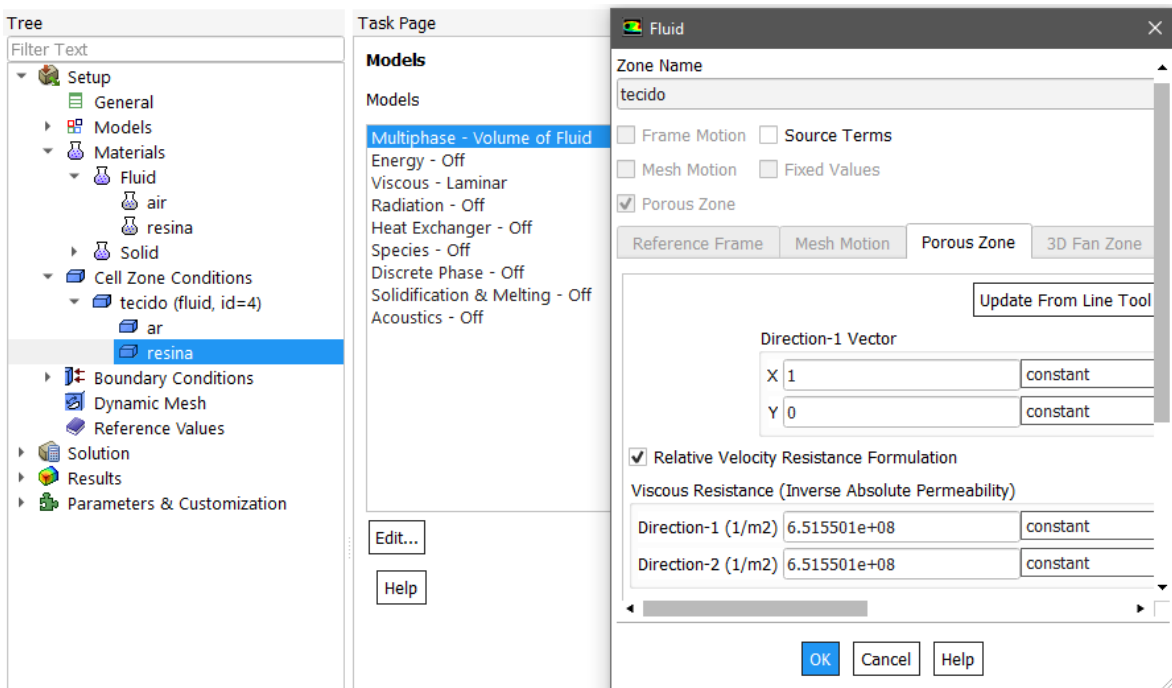 Tree
Filter Text
Setup
General
Models
Materials
Fluid
air
resina
Solid
Cell Zone Conditions
tecido (fluid, id=4)
ar
resina
Boundary Conditions
Dynamic Mesh
Reference Values
Solution
Results
Parameters & Customization
Task Page
Models
Models
Multiphase - Volume of Fluid
Energy - Off
Viscous - Laminar
Radiation - Off
Heat Exchanger - Off
Species - Off
Discrete Phase - Off
Solidification & Melting - Off
Acoustics - Off
Edit...
Help
Fluid
Zone Name
tecido
Frame Motion Source Terms
Mesh Motion Fixed Values
Porous Zone
Reference Frame Mesh Motion Porous Zone 3D Fan Zone
Update From Line Tool
Direction-1 Vector
X 1 constant
Y 0 constant
Relative Velocity Resistance Formulation
Viscous Resistance (Inverse Absolute Permeability)
Direction-1 (1/m2) 6.515501e+08 constant
Direction-2 (1/m2) 6.515501e+08 constant
OK Cancel Help